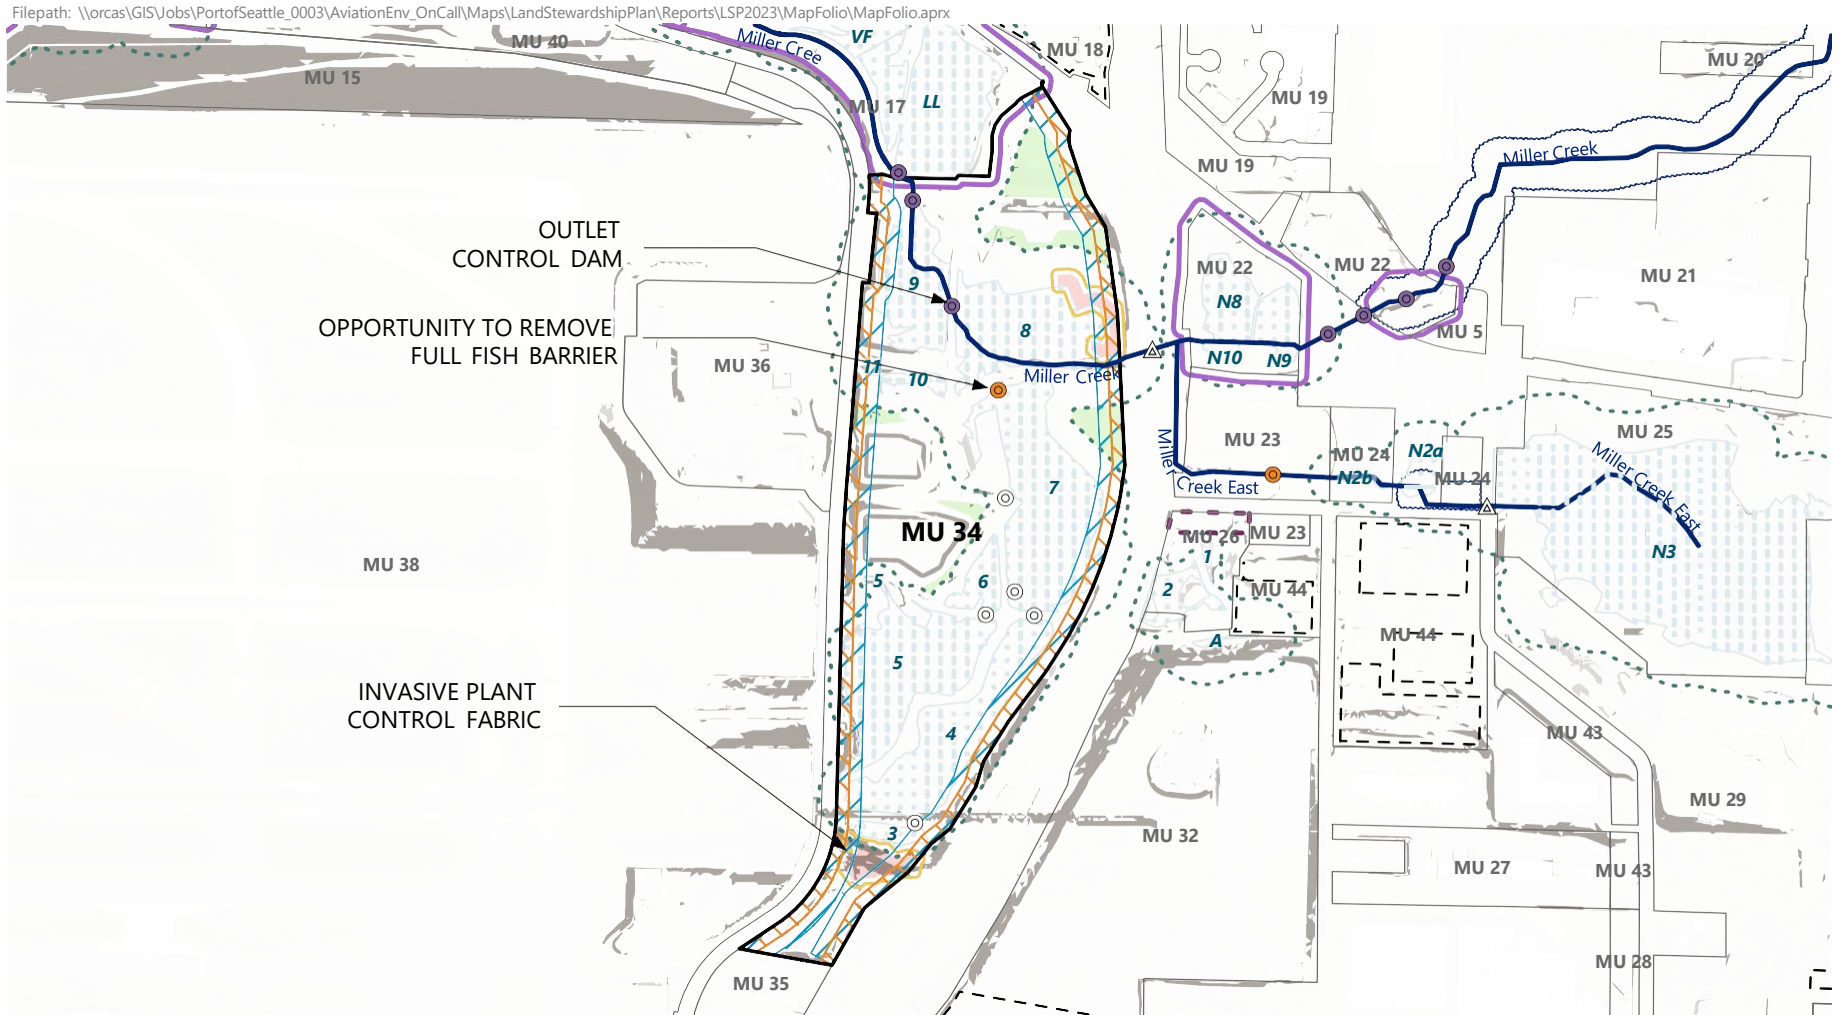 Filepath: \\orcas\GIS\Jobs\PortofSeattle_0003\AviationEnv_OnCall\Maps\LandStewardshipPlan\Reports\LSP2023\MapFolio\MapFolio.aprx
MU 40
Miller Cree
VF
MU 18
MU 20
MU 15
LL
MU 17
MU 19
MU 19
Miller Creek
OUTLET
CONTROL DAM
MU 22
MU 22
MU 21
9
N8
OPPORTUNITY TO REMOVE
FULL FISH BARRIER
8
MU 5
MU 36
11
10
Miller Creek
N10
N9
MU 23
MU 24
N2a
MU 25
Miller
Creek East
N2b
MU 24
Miller Creek East
7
MU 34
MU 26
MU 23
1
N3
MU 38
5
6
2
MU 44
MU 44
A
5
INVASIVE PLANT
CONTROL FABRIC
4
MU 43
MU 29
3
MU 32
MU 27
MU 43
MU 28
MU 35